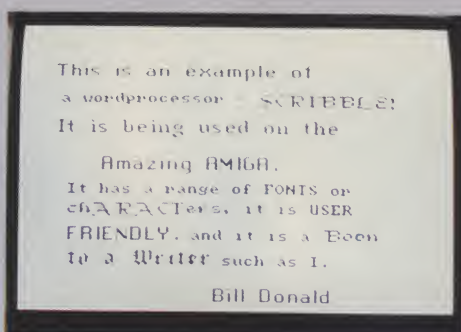 This is an example of
a wordprocessor - SCRIBBLE!
It is being used on the
Amazing AMIGA.
It has a range of FONTS or
chARACTers, it is USER
FRIENDLY, and it is a Boon
to a Writer such as I.
Bill Donald